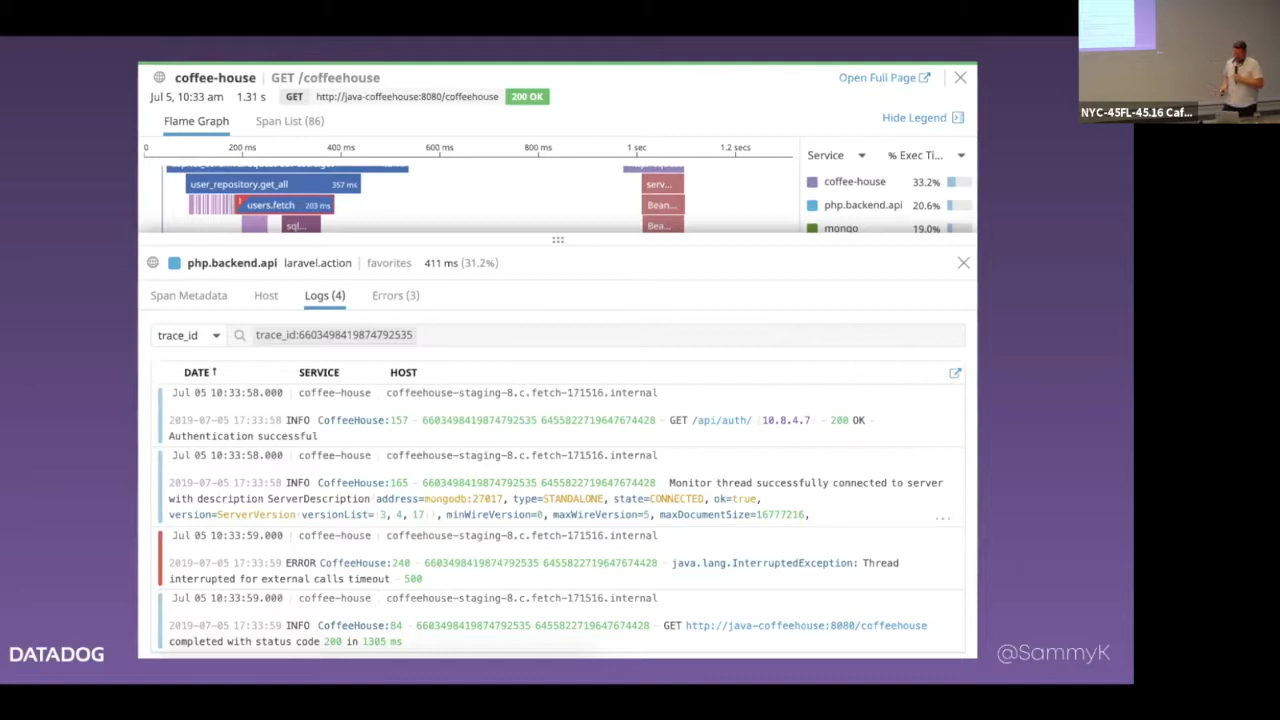 coffee-house | GET /coffeehouse
Open Full Page
Jul 5, 10:33 am 1.31 s GET http://java-coffeehouse:8080/coffeehouse 200 OK
Flame Graph Span List (86)
Hide Legend
0 200 ms 400 ms 600 ms 800 ms 1 sec 1.2 secs
Service % Exec Ti...
user_repository.get_all 357 ms
serv...
coffee-house 33.2%
users.fetch 203 ms
Bean...
php.backend.api 20.6%
sql...
Bea...
mongo 19.0%
php.backend.api laravel.action | favorites 411 ms (31.2%)
Span Metadata Host Logs (4) Errors (3)
trace_id trace_id:6603498419874792535
DATE↑ SERVICE HOST
Jul 05 10:33:58.000 | coffee-house | coffeehouse-staging-8.c.fetch-171516.internal
2019-07-05 17:33:58 INFO CoffeeHouse:157 - 6603498419874792535 6455822719647674428 - GET /api/auth/ (10.8.4.7) - 200 OK -
Authentication successful
Jul 05 10:33:58.000 | coffee-house | coffeehouse-staging-8.c.fetch-171516.internal
2019-07-05 17:33:58 INFO CoffeeHouse:165 - 6603498419874792535 6455822719647674428 Monitor thread successfully connected to server
with description ServerDescription address=mongodb:27017, type=STANDALONE, state=CONNECTED, ok=true,
version=ServerVersion versionList= 3, 4, 17 , minWireVersion=0, maxWireVersion=5, maxDocumentSize=16777216,
...
Jul 05 10:33:59.000 | coffee-house | coffeehouse-staging-8.c.fetch-171516.internal
2019-07-05 17:33:59 ERROR CoffeeHouse:240 - 6603498419874792535 6455822719647674428 - java.lang.InterruptedException: Thread
interrupted for external calls timeout - 500
Jul 05 10:33:59.000 | coffee-house | coffeehouse-staging-8.c.fetch-171516.internal
2019-07-05 17:33:59 INFO CoffeeHouse:84 - 6603498419874792535 6455822719647674428 - GET http://java-coffeehouse:8080/coffeehouse
completed with status code 200 in 1305 ms
DATADOG
@SammyK
NYC-45FL-45.16 Caf...